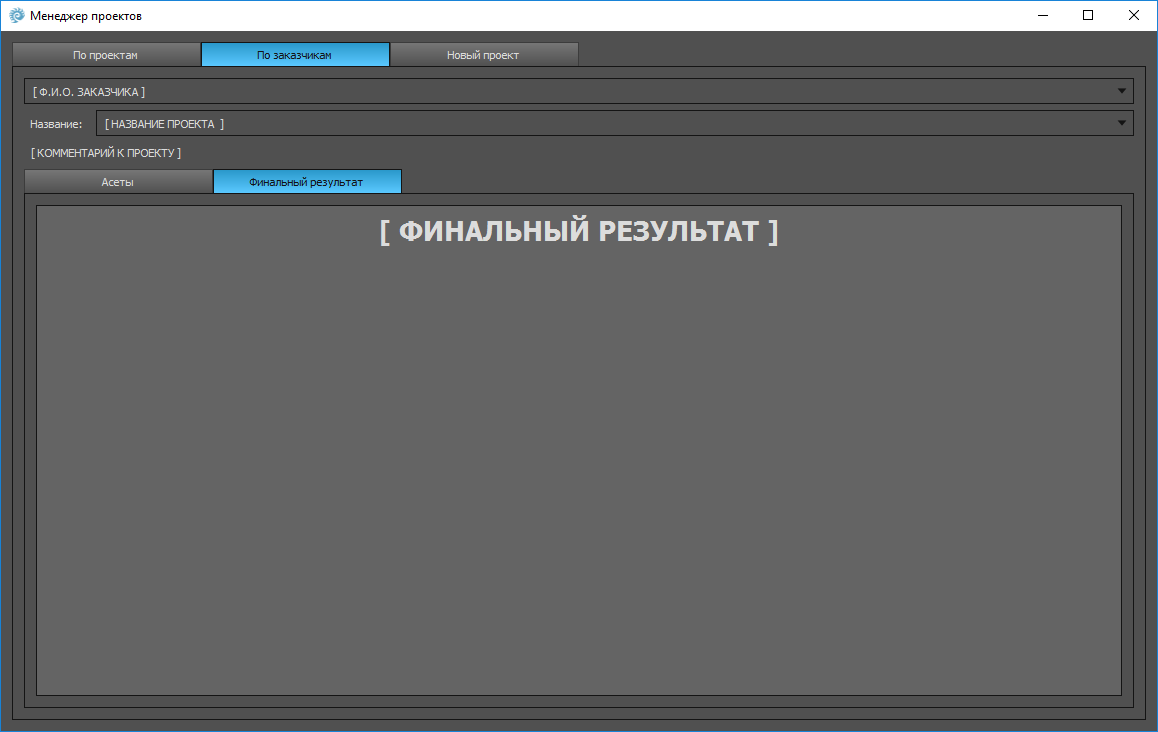 Менеджер проектов
По проектам По заказчикам Новый проект
[ Ф.И.О. ЗАКАЗЧИКА ]
Название: [ НАЗВАНИЕ ПРОЕКТА ]
[ КОММЕНТАРИЙ К ПРОЕКТУ ]
Асеты Финальный результат
[ ФИНАЛЬНЫЙ РЕЗУЛЬТАТ ]